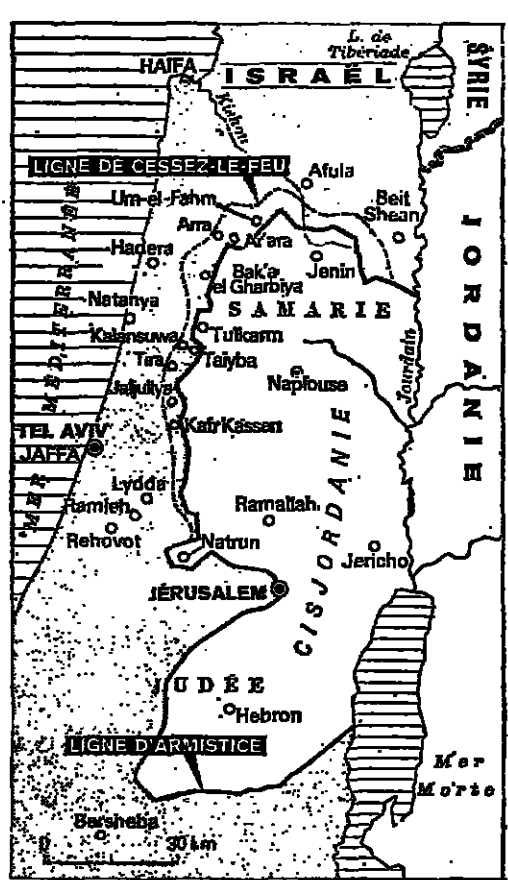 L. de
Tibériade
SYRIE
HAIFA
ISRAËL
Kishon
LIGNE DE CESSEZ-LE-FEU
Afula
Um-el-Fahm
Beit
Shean
Arra
Ar'ara
Hadera
Jenin
Bak'a
el Gharbiya
JORDANIE
MER MÉDITERRANÉE
Natanya
SAMARIE
Kalansuwa
Tulkarm
Tira
Taiyba
Jourdain
Naplouse
Jaljuliya
Kafr Kassen
TEL AVIV
JAFFA
CISJORDANIE
Lydda
Ramleh
Ramallah
Rehovot
Natrun
Jericho
JÉRUSALEM
JUDÉE
Hebron
LIGNE D'ARMISTICE
Mer
Morte
Bersheba
0 30 km